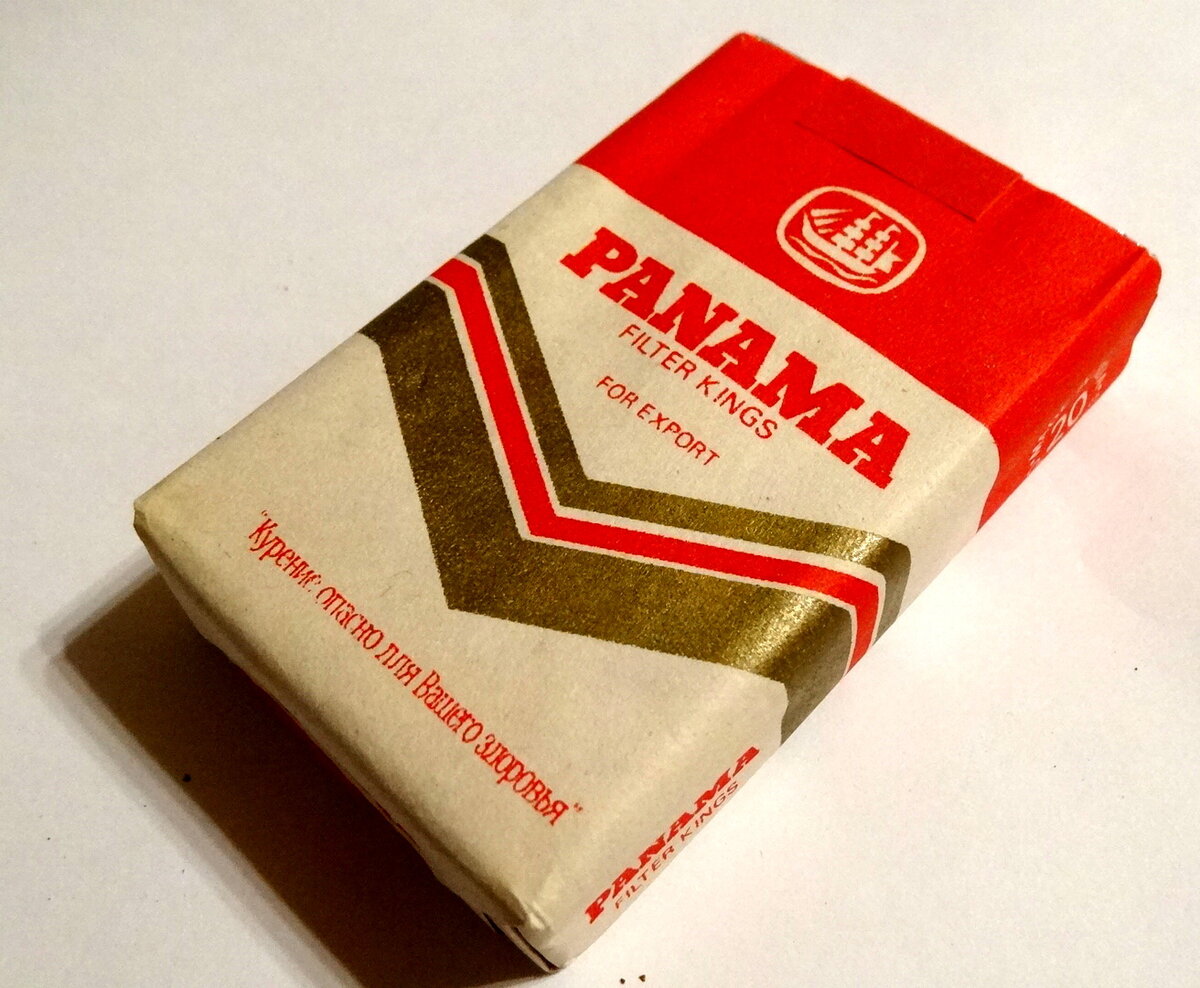 PANAMA
FILTER KINGS
FOR EXPORT
"Курение опасно для Вашего здоровья"
PANAMA
FILTER KINGS
20